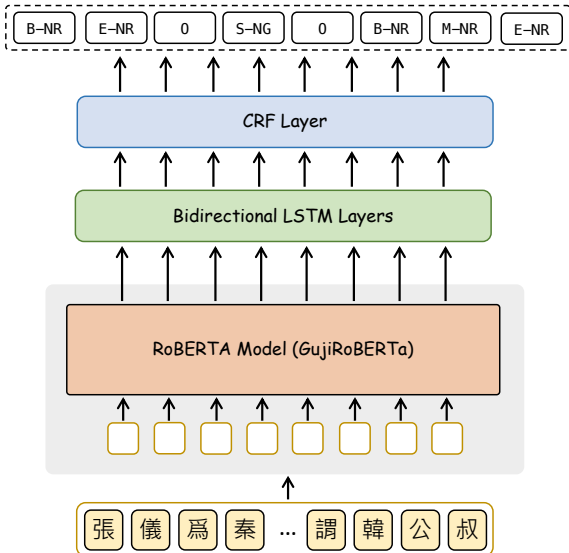 B–NR E–NR O S–NG O B–NR M–NR E–NR
CRF Layer
Bidirectional LSTM Layers
RoBERTA Model (GujiRoBERTa)
張 儀 爲 秦 ... 謂 韓 公 叔